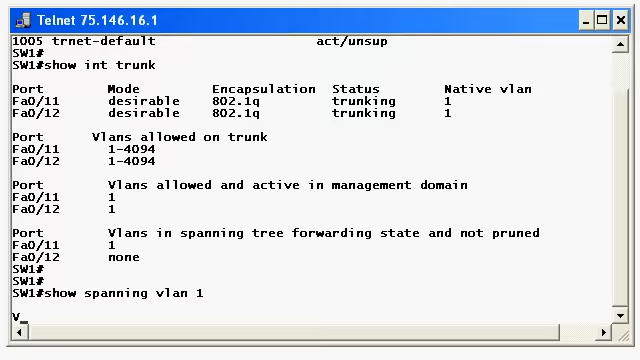 Telnet 75.146.16.1
1005 trnet-default act/unsup
SW1#
SW1#show int trunk
Port Mode Encapsulation Status Native vlan
Fa0/11 desirable 802.1q trunking 1
Fa0/12 desirable 802.1q trunking 1
Port Vlans allowed on trunk
Fa0/11 1-4094
Fa0/12 1-4094
Port Vlans allowed and active in management domain
Fa0/11 1
Fa0/12 1
Port Vlans in spanning tree forwarding state and not pruned
Fa0/11 1
Fa0/12 none
SW1#
SW1#
SW1#show spanning vlan 1
V_